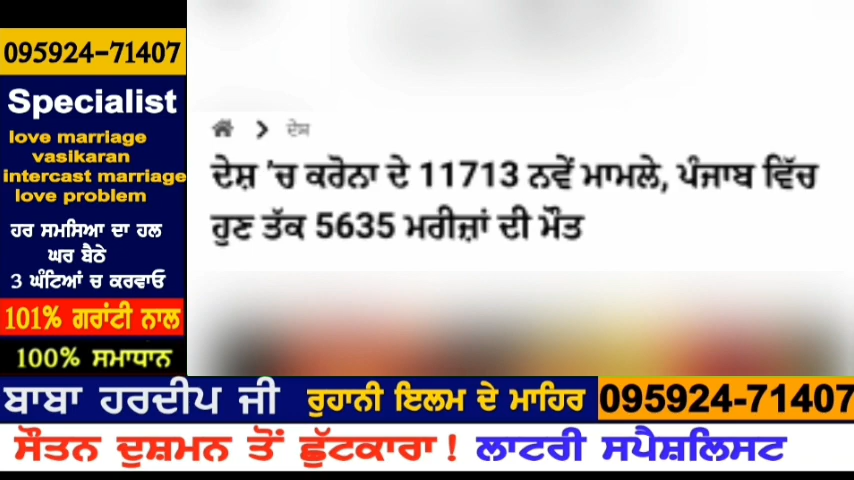 095924-71407
Specialist
love marriage
vasikaran
intercast marriage
love problem
ਹਰ ਸਮਸਿਆ ਦਾ ਹਲ
ਘਰ ਬੈਠੇ
3 ਘੰਟਿਆਂ ਚ ਕਰਵਾਓ
101% ਗਰਾਂਟੀ ਨਾਲ
100% ਸਮਾਧਾਨ
ਦੇਸ਼
ਦੇਸ਼ 'ਚ ਕਰੋਨਾ ਦੇ 11713 ਨਵੇਂ ਮਾਮਲੇ, ਪੰਜਾਬ ਵਿੱਚ
ਹੁਣ ਤੱਕ 5635 ਮਰੀਜ਼ਾਂ ਦੀ ਮੌਤ
ਬਾਬਾ ਹਰਦੀਪ ਜੀ ਰੁਹਾਨੀ ਇਲਮ ਦੇ ਮਾਹਿਰ 095924-71407
ਸੌਤਨ ਦੁਸ਼ਮਨ ਤੋਂ ਛੁੱਟਕਾਰਾ! ਲਾਟਰੀ ਸਪੈਸ਼ਲਿਸਟ